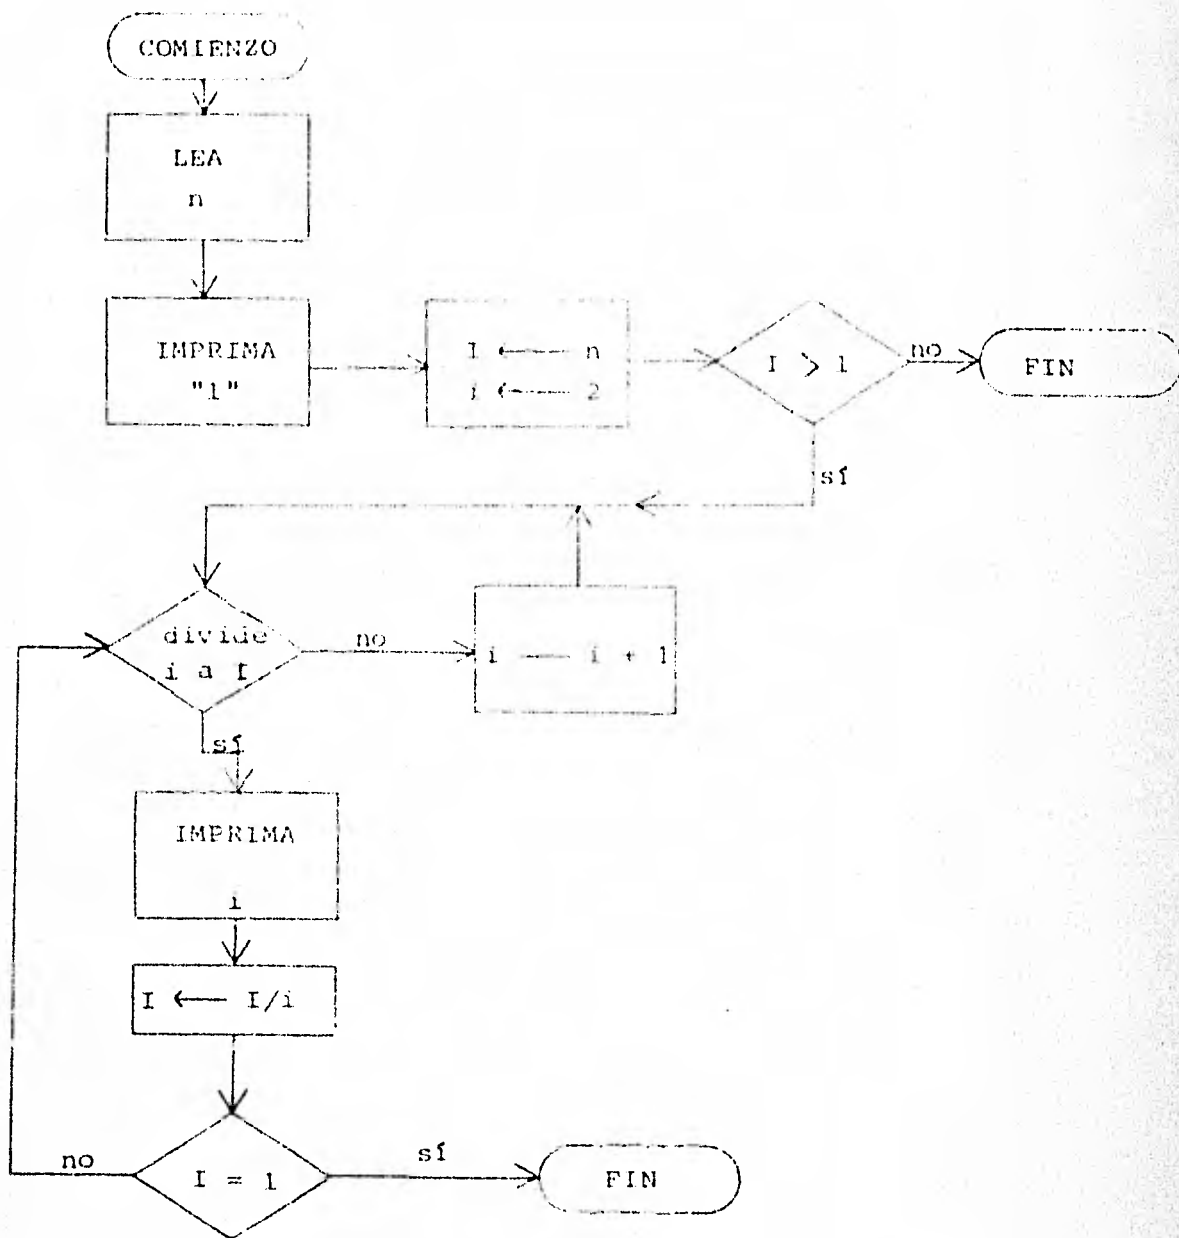 COMIENZO
LEA
n
IMPRIMA
"1"
I ← n
i ← 2
I > 1
no
FIN
sí
divide
i a I
no
i — i + 1
sí
IMPRIMA
i
I ← I/i
I = 1
no
sí
FIN